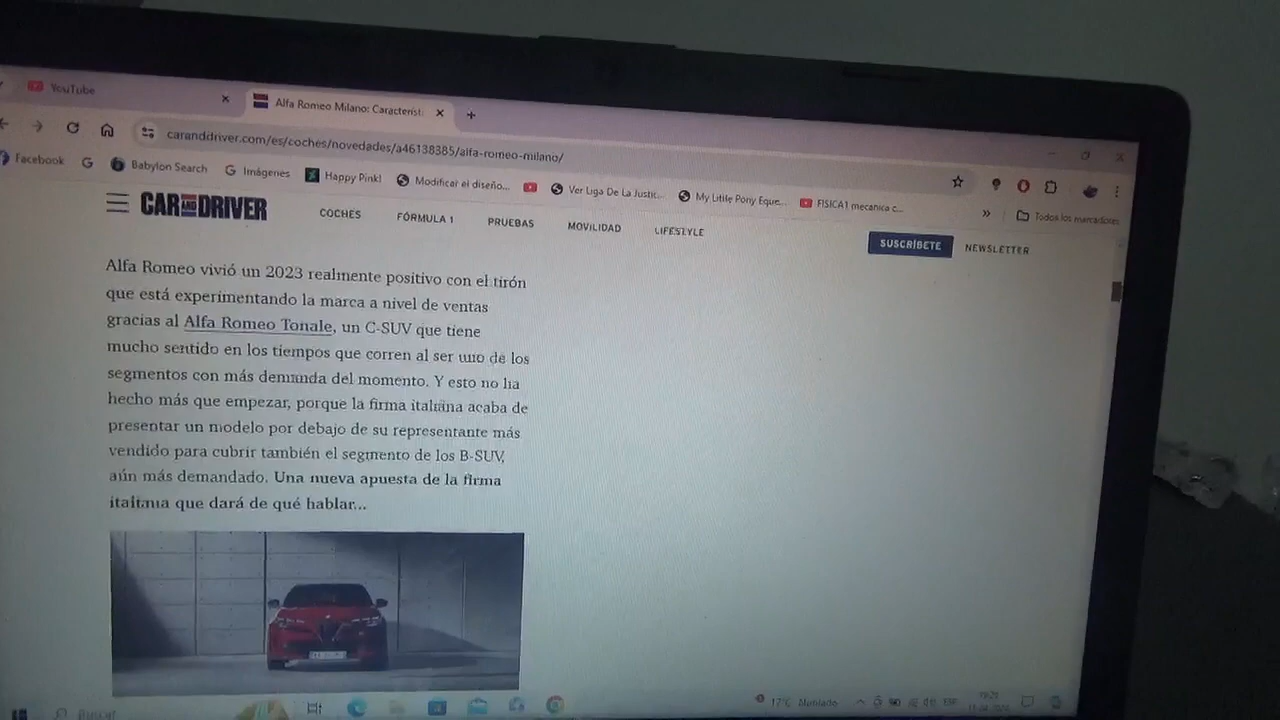 YouTube
Alfa Romeo Milano: Característi
caranddriver.com/es/coches/novedades/a46138385/alfa-romeo-milano/
Facebook
Babylon Search
Imágenes
Happy Pink!
Modificar el diseño...
Ver Liga De La Justic...
My Little Pony Eque...
FISICA1 mecanica c...
Todos los marcadores
CAR AND DRIVER
COCHES
FÓRMULA 1
PRUEBAS
MOVILIDAD
LIFESTYLE
SUSCRÍBETE
NEWSLETTER
Alfa Romeo vivió un 2023 realmente positivo con el tirón
que está experimentando la marca a nivel de ventas
gracias al Alfa Romeo Tonale, un C-SUV que tiene
mucho sentido en los tiempos que corren al ser uno de los
segmentos con más demanda del momento. Y esto no ha
hecho más que empezar, porque la firma italiana acaba de
presentar un modelo por debajo de su representante más
vendido para cubrir también el segmento de los B-SUV,
aún más demandado. Una nueva apuesta de la firma
italiana que dará de qué hablar...
Buscar
17°C Nublado
ESP